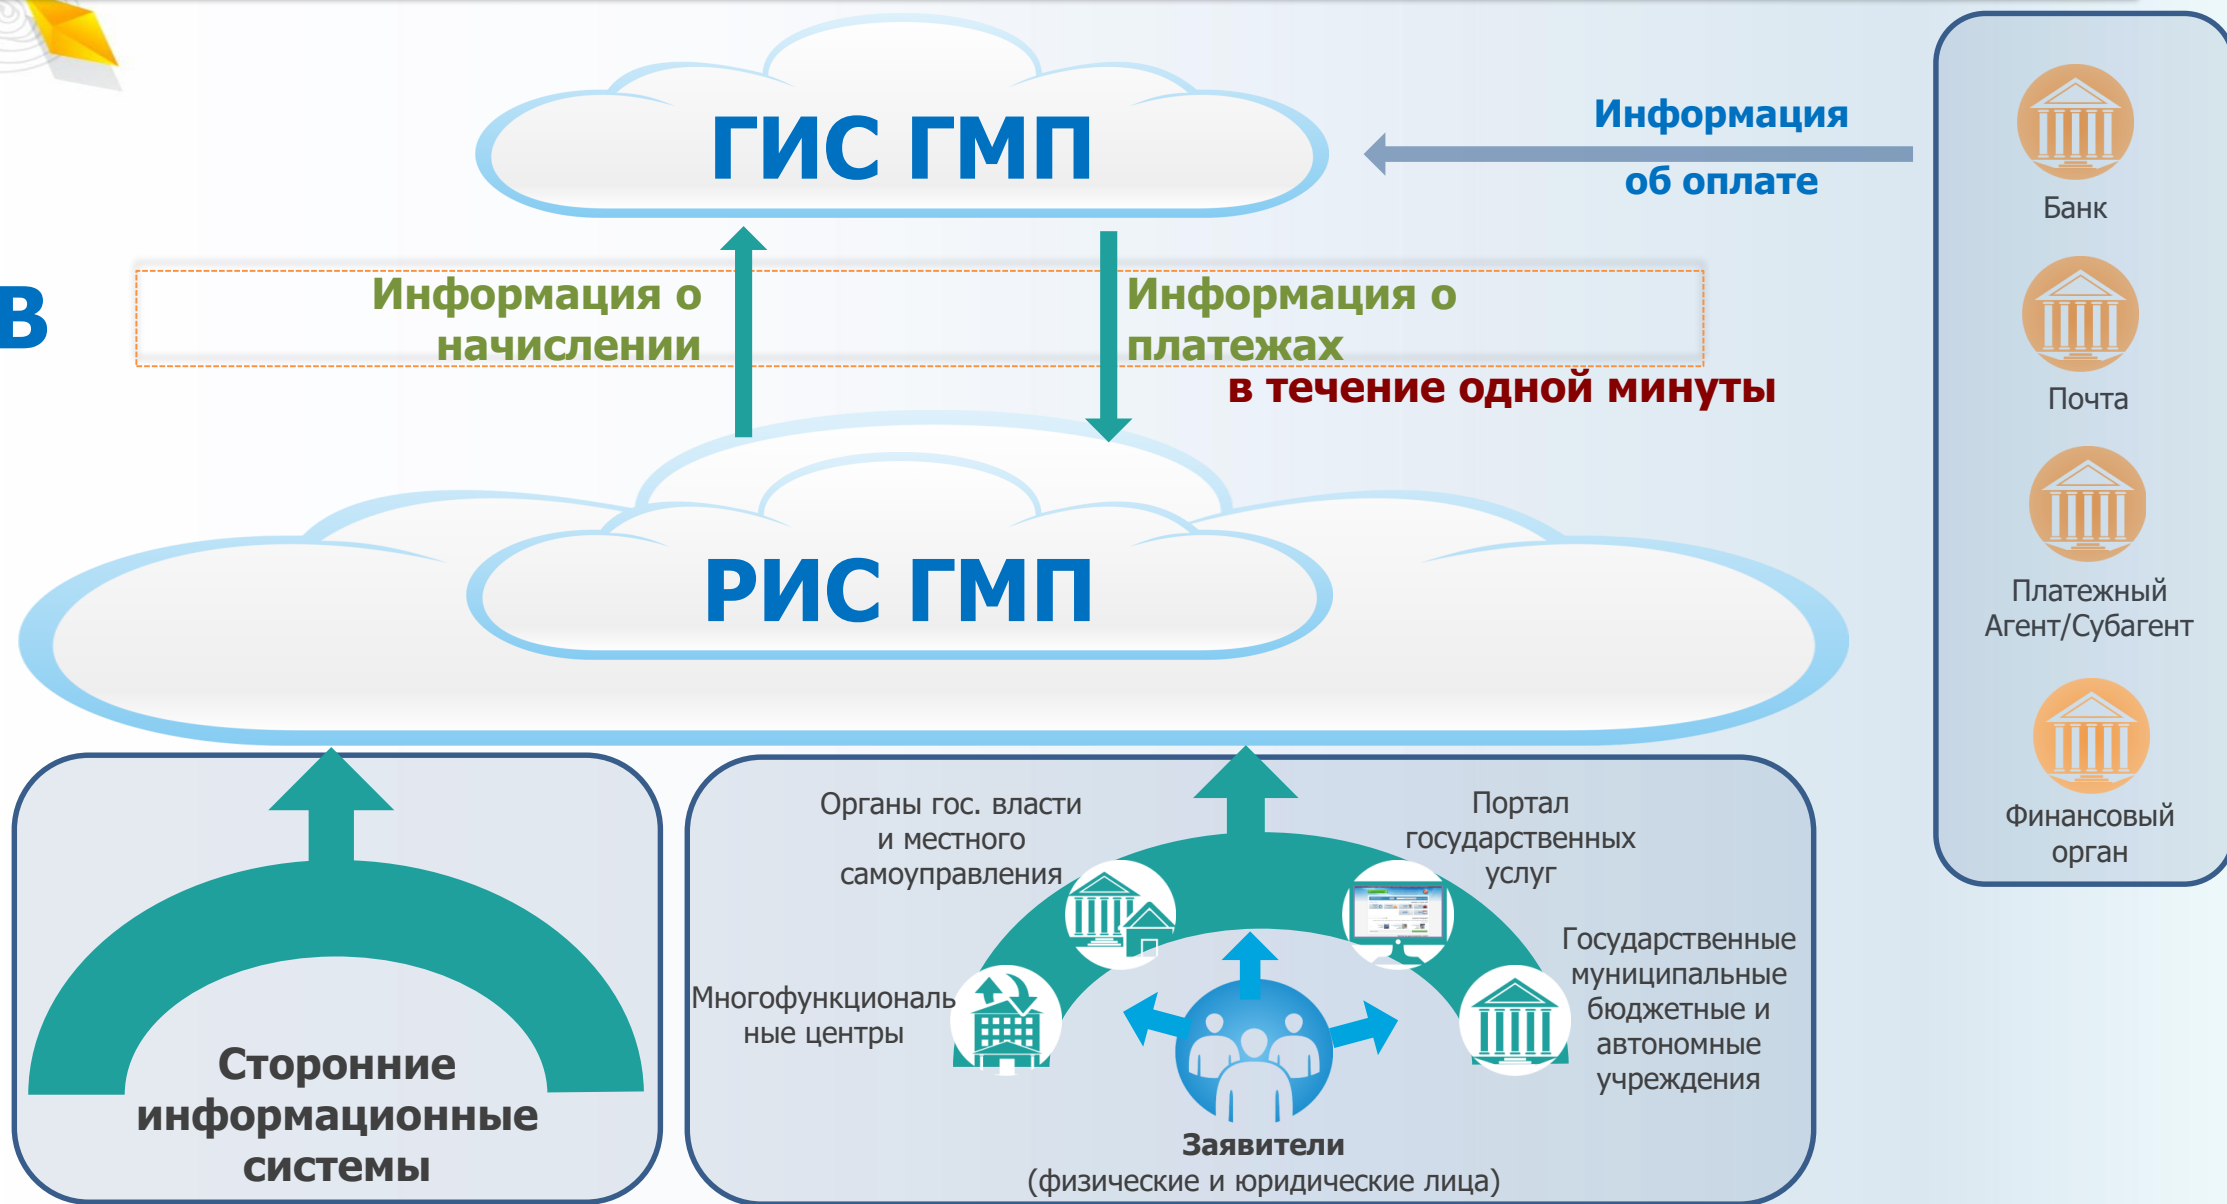 ГИС ГМП
Информация
об оплате
Банк
В
Информация о
начислении
Информация о
платежах
в течение одной минуты
Почта
РИС ГМП
Платежный
Агент/Субагент
Финансовый
орган
Сторонние
информационные
системы
Органы гос. власти
и местного
самоуправления
Портал
государственных
услуг
Многофункциональ
ные центры
Государственные
муниципальные
бюджетные и
автономные
учреждения
Заявители
(физические и юридические лица)